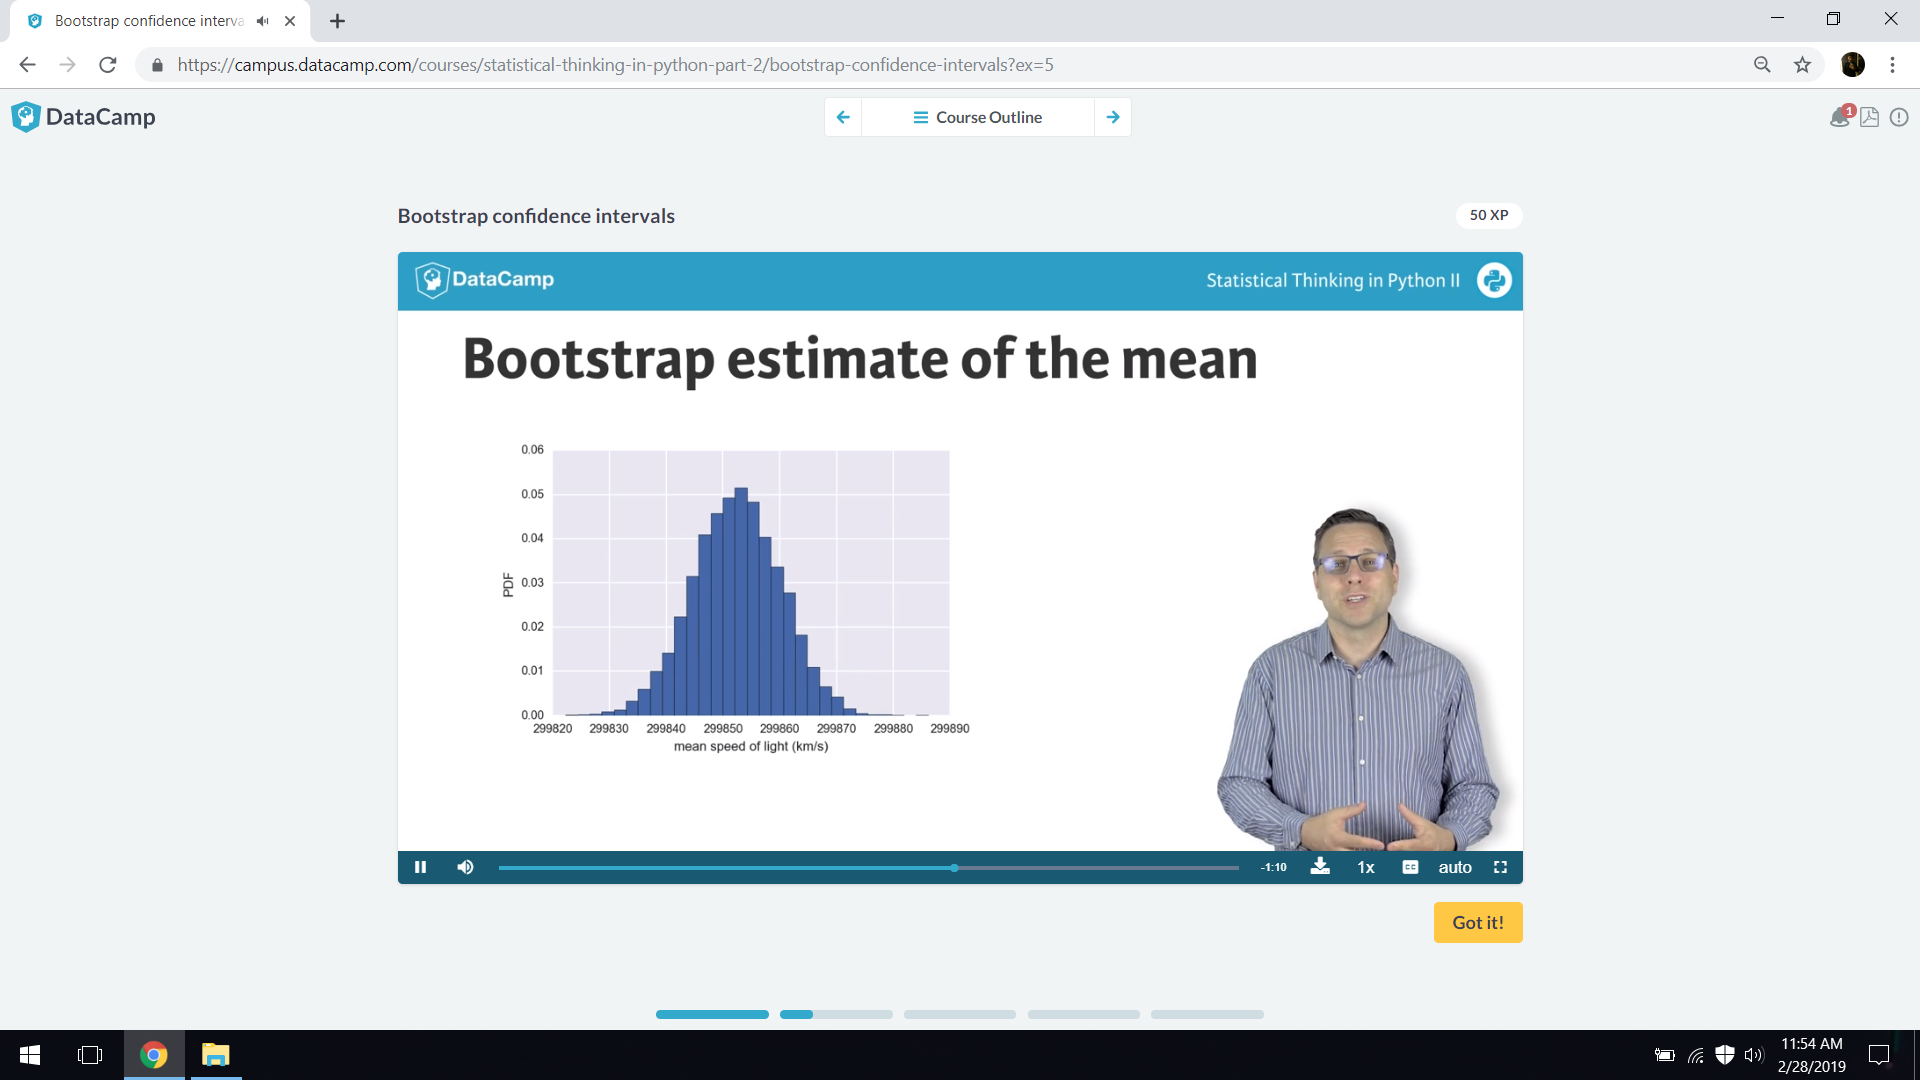 Bootstrap confidence interva
https://campus.datacamp.com/courses/statistical-thinking-in-python-part-2/bootstrap-confidence-intervals?ex=5
DataCamp
Course Outline
1
Bootstrap confidence intervals
50 XP
DataCamp
Statistical Thinking in Python II
Bootstrap estimate of the mean
0.06
0.05
0.04
0.03
0.02
0.01
0.00
PDF
299820 299830 299840 299850 299860 299870 299880 299890
mean speed of light (km/s)
-1:10
1x
CC
auto
Got it!
11:54 AM
2/28/2019